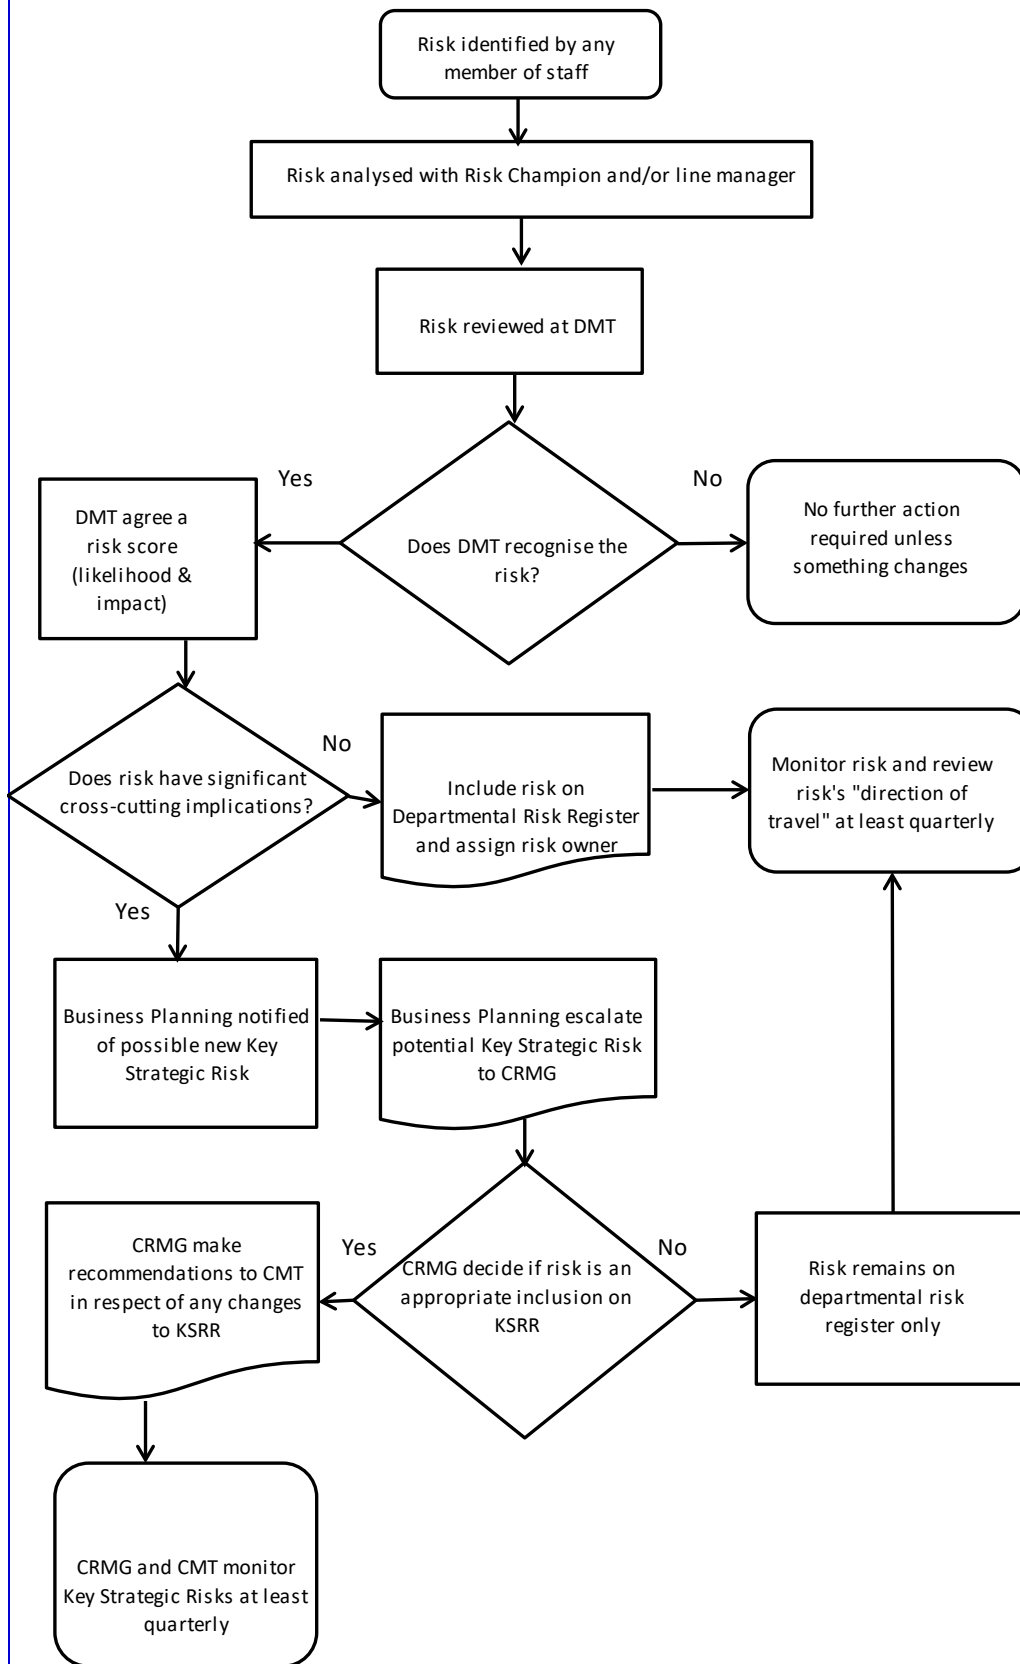 Risk identified by any
member of staff
Risk analysed with Risk Champion and/or line manager
Risk reviewed at DMT
Yes
No
DMT agree a
risk score
(likelihood &
impact)
Does DMT recognise the
risk?
No further action
required unless
something changes
Does risk have significant
cross-cutting implications?
No
Include risk on
Departmental Risk Register
and assign risk owner
Monitor risk and review
risk's "direction of
travel" at least quarterly
Yes
Business Planning notified
of possible new Key
Strategic Risk
Business Planning escalate
potential Key Strategic Risk
to CRMG
CRMG make
recommendations to CMT
in respect of any changes
to KSRR
Yes
CRMG decide if risk is an
appropriate inclusion on
KSRR
No
Risk remains on
departmental risk
register only
CRMG and CMT monitor
Key Strategic Risks at least
quarterly